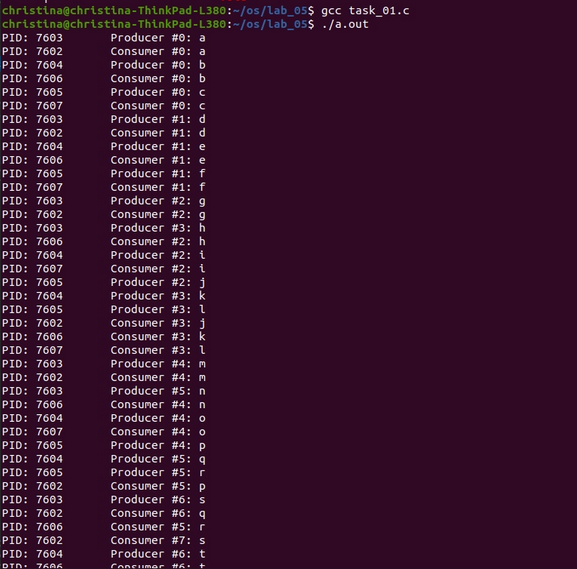 christina@christina-ThinkPad-L380:~/os/lab_05$ gcc task_01.c
christina@christina-ThinkPad-L380:~/os/lab_05$ ./a.out
PID: 7603 Producer #0: a
PID: 7602 Consumer #0: a
PID: 7604 Producer #0: b
PID: 7606 Consumer #0: b
PID: 7605 Producer #0: c
PID: 7607 Consumer #0: c
PID: 7603 Producer #1: d
PID: 7602 Consumer #1: d
PID: 7604 Producer #1: e
PID: 7606 Consumer #1: e
PID: 7605 Producer #1: f
PID: 7607 Consumer #1: f
PID: 7603 Producer #2: g
PID: 7602 Consumer #2: g
PID: 7603 Producer #3: h
PID: 7606 Consumer #2: h
PID: 7604 Producer #2: i
PID: 7607 Consumer #2: i
PID: 7605 Producer #2: j
PID: 7604 Producer #3: k
PID: 7605 Producer #3: l
PID: 7602 Consumer #3: j
PID: 7606 Consumer #3: k
PID: 7607 Consumer #3: l
PID: 7603 Producer #4: m
PID: 7602 Consumer #4: m
PID: 7603 Producer #5: n
PID: 7606 Consumer #4: n
PID: 7604 Producer #4: o
PID: 7607 Consumer #4: o
PID: 7605 Producer #4: p
PID: 7604 Producer #5: q
PID: 7605 Producer #5: r
PID: 7602 Consumer #5: p
PID: 7603 Producer #6: s
PID: 7602 Consumer #6: q
PID: 7606 Consumer #5: r
PID: 7602 Consumer #7: s
PID: 7604 Producer #6: t
PID: 7606 Consumer #6: t